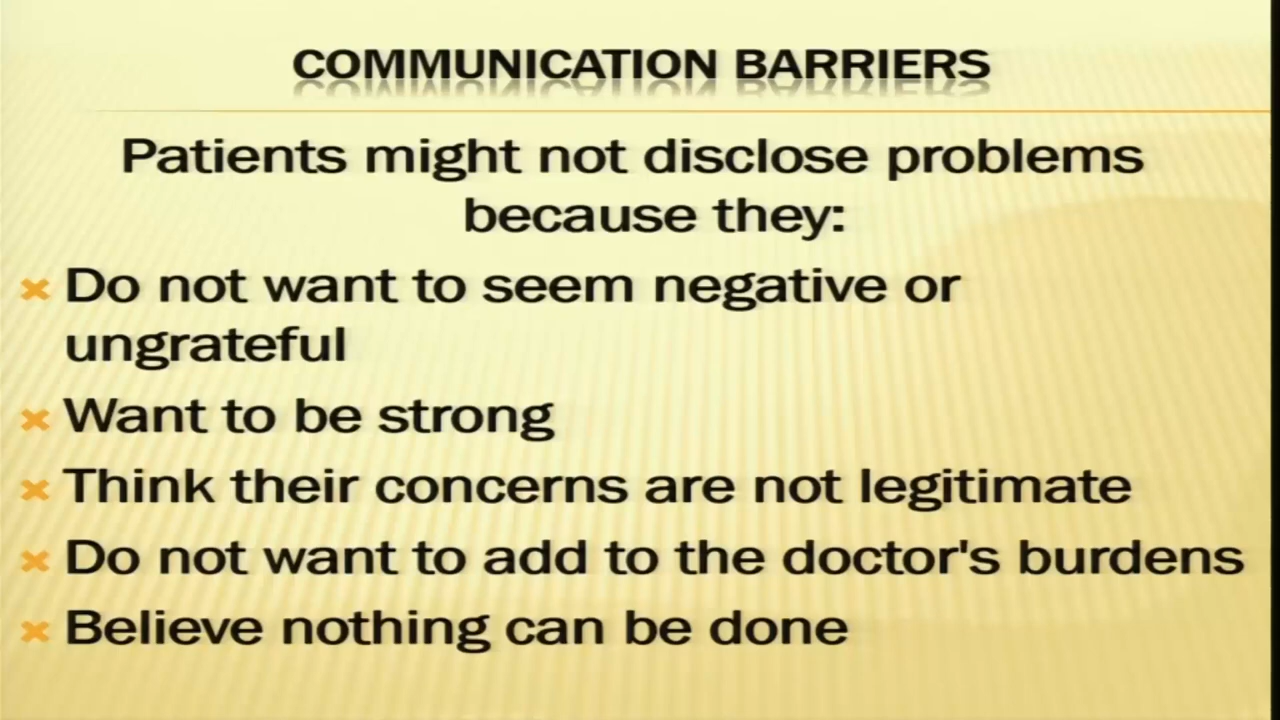 COMMUNICATION BARRIERS
Patients might not disclose problems
because they:
Do not want to seem negative or
ungrateful
Want to be strong
Think their concerns are not legitimate
Do not want to add to the doctor's burdens
Believe nothing can be done